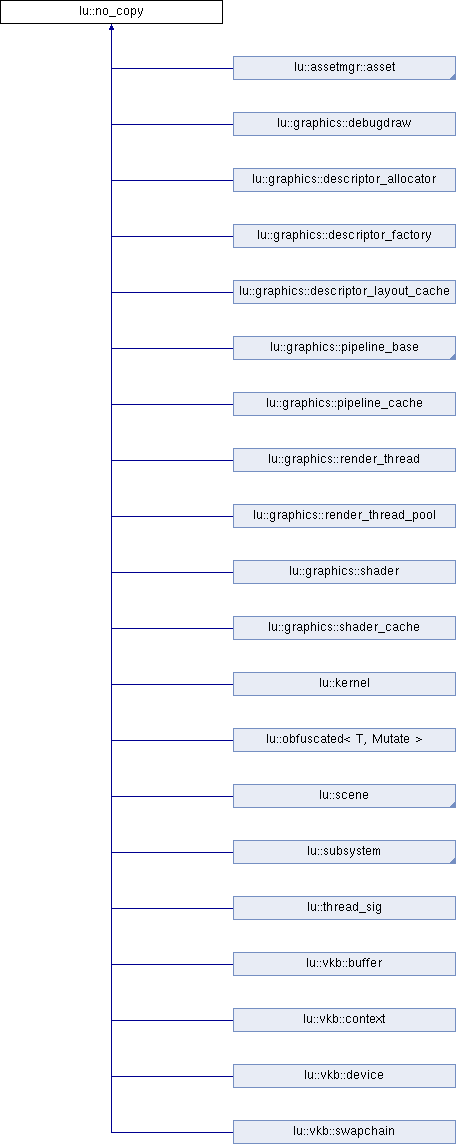 lu::no_copy
lu::assetmgr::asset
lu::graphics::debugdraw
lu::graphics::descriptor_allocator
lu::graphics::descriptor_factory
lu::graphics::descriptor_layout_cache
lu::graphics::pipeline_base
lu::graphics::pipeline_cache
lu::graphics::render_thread
lu::graphics::render_thread_pool
lu::graphics::shader
lu::graphics::shader_cache
lu::kernel
lu::obfuscated< T, Mutate >
lu::scene
lu::subsystem
lu::thread_sig
lu::vkb::buffer
lu::vkb::context
lu::vkb::device
lu::vkb::swapchain